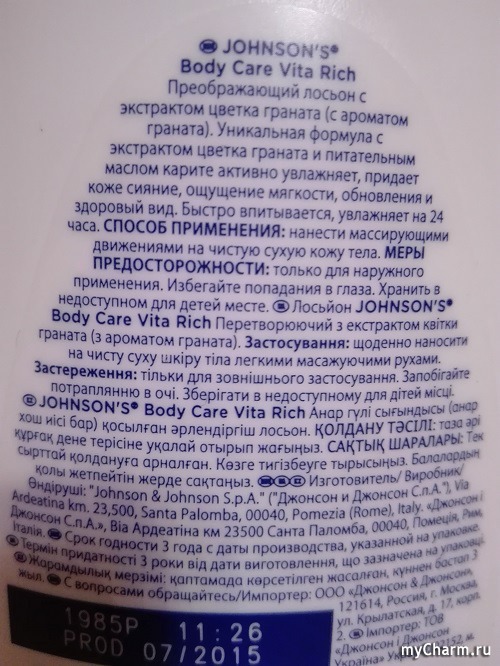 JOHNSON'S®
Body Care Vita Rich
Преображающий лосьон с
экстрактом цветка граната (с ароматом
граната). Уникальная формула с
экстрактом цветка граната и питательным
маслом карите активно увлажняет, придает
коже сияние, ощущение мягкости, обновления и
здоровый вид. Быстро впитывается, увлажняет на 24
часа. СПОСОБ ПРИМЕНЕНИЯ: нанести массирующими
движениями на чистую сухую кожу тела. МЕРЫ
ПРЕДОСТОРОЖНОСТИ: только для наружного
применения. Избегайте попадания в глаза. Хранить в
недоступном для детей месте. Лосьйон JOHNSON'S®
Body Care Vita Rich Перетворюючий з екстрактом квітки
граната (з ароматом граната). Застосування: щоденно наносити
на чисту суху шкіру тіла легкими масажуючими рухами.
Застереження: тільки для зовнішнього застосування. Запобігайте
потраплянню в очі. Зберігати в недоступному для дітей місці.
JOHNSON'S® Body Care Vita Rich Анар гүлі сығындысы (анар
хош иісі бар) қосылған әрлендіргіш лосьон. ҚОЛДАНУ ТӘСІЛІ: таза әрі
құрғақ дене терісіне уқалай отырып жағыңыз. САҚТЫҚ ШАРАЛАРЫ: Тек
сырттай қолдануға арналған. Көзге тигізбеуге тырысыңыз. Балалардың
қолы жетпейтін жерде сақтаңыз. Изготовитель/ Виробник/
Өндіруші: "Johnson & Johnson S.p.A." ("Джонсон и Джонсон С.п.А."), Via
Ardeatina km. 23,500, Santa Palomba, 00040, Pomezia (Rome), Italy. «Джонсон і
Джонсон С.п.А.», Віа Ардеатіна км 23500 Санта Паломба, 00040, Помеція, Рим,
Італія. Срок годности 3 года с даты производства, указанной на упаковке.
Термін придатності 3 роки від дати виготовлення, що зазначена на упаковці.
Жарамдылық мерзімі: қаптамада көрсетілген жасалған, күннен бастап 3
жыл. С вопросами обращайтесь/Импортер: ООО «Джонсон & Джонсон»,
121614, Россия, г. Москва,
ул. Крылатская, д. 17, корп.
2. Імпортер: ТОВ
«Джонсон і Джонсон
1985P 11:26
PROD 07/2015
myCharm.ru